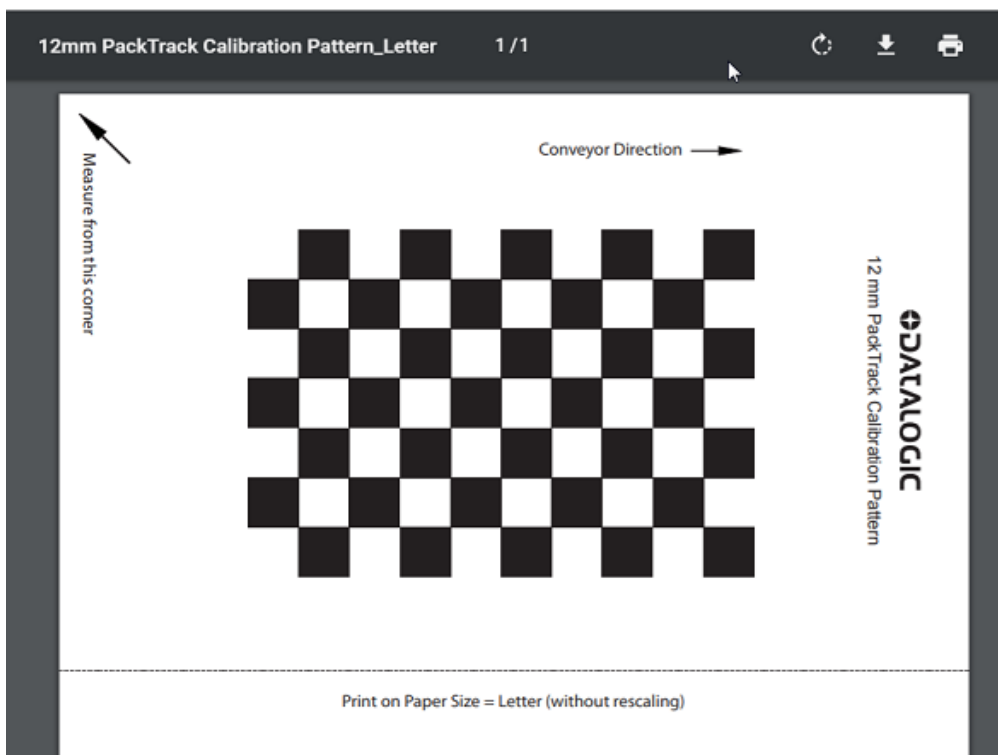 12mm PackTrack Calibration Pattern_Letter
1 / 1
Conveyor Direction
Measure from this corner
DATALOGIC
12 mm PackTrack Calibration Pattern
Print on Paper Size = Letter (without rescaling)